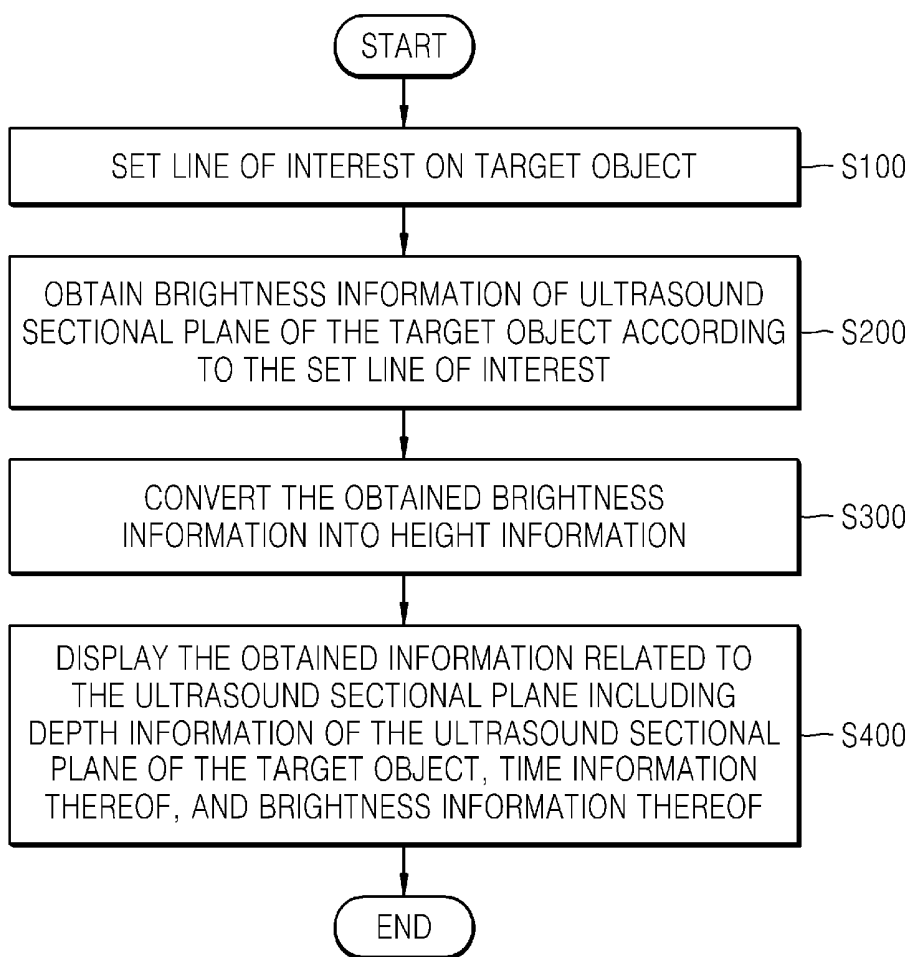 START
SET LINE OF INTEREST ON TARGET OBJECT
S100
OBTAIN BRIGHTNESS INFORMATION OF ULTRASOUND
SECTIONAL PLANE OF THE TARGET OBJECT ACCORDING
TO THE SET LINE OF INTEREST
S200
CONVERT THE OBTAINED BRIGHTNESS
INFORMATION INTO HEIGHT INFORMATION
S300
DISPLAY THE OBTAINED INFORMATION RELATED TO
THE ULTRASOUND SECTIONAL PLANE INCLUDING
DEPTH INFORMATION OF THE ULTRASOUND SECTIONAL
PLANE OF THE TARGET OBJECT, TIME INFORMATION
THEREOF, AND BRIGHTNESS INFORMATION THEREOF
S400
END